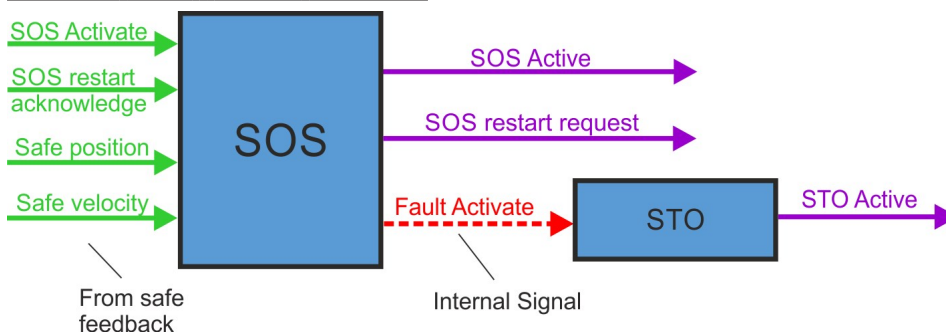 SOS Activate
SOS restart
acknowledge
Safe position
Safe velocity
From safe
feedback
SOS
SOS Active
SOS restart request
Fault Activate
Internal Signal
STO
STO Active